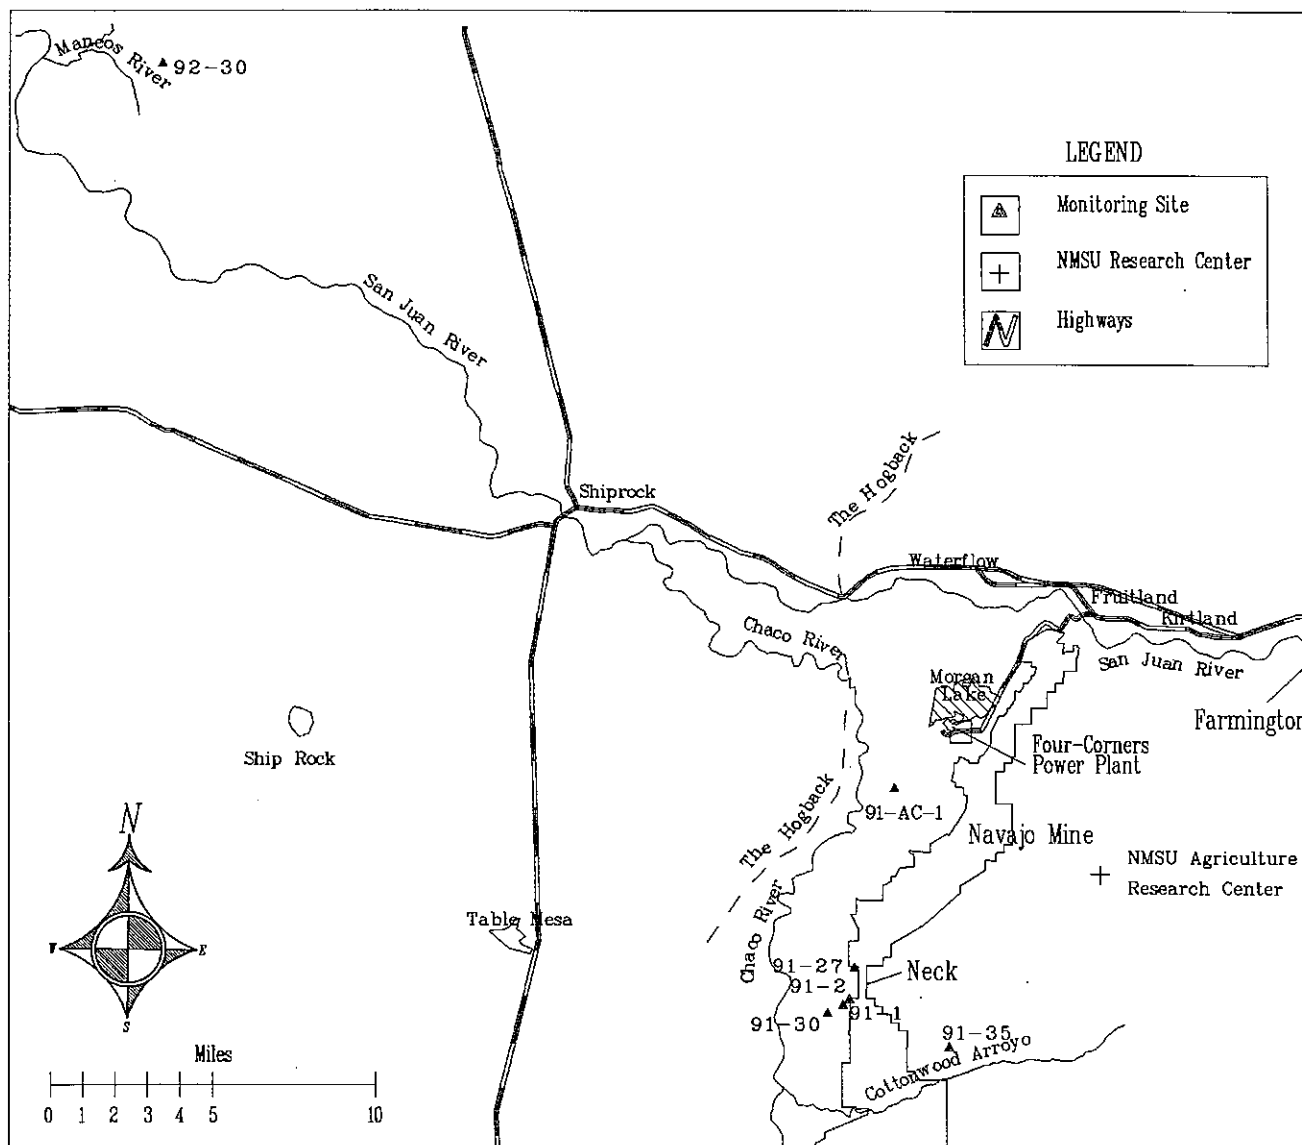 Mancos River
92-30
LEGEND
Monitoring Site
NMSU Research Center
Highways
San Juan River
Shiprock
The Hogback
Waterflow
Fruitland
Kirtland
Chaco River
San Juan River
Morgan
Lake
Farmington
Ship Rock
Four-Corners
Power Plant
91-AC-1
The Hogback
Navajo Mine
NMSU Agriculture
Research Center
N
W
E
S
Table Mesa
Chaco River
91-27
Neck
91-2
91-1
91-30
91-35
Cottonwood Arroyo
Miles
0 1 2 3 4 5 10